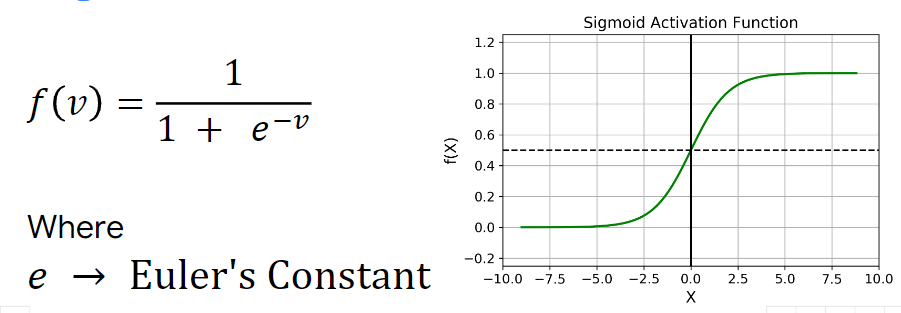 f(v) = 1 / (1 + e^−v)
Where
e → Euler's Constant
Sigmoid Activation Function
f(X)
1.2
1.0
0.8
0.6
0.4
0.2
0.0
−0.2
−10.0 −7.5 −5.0 −2.5 0.0 2.5 5.0 7.5 10.0
X